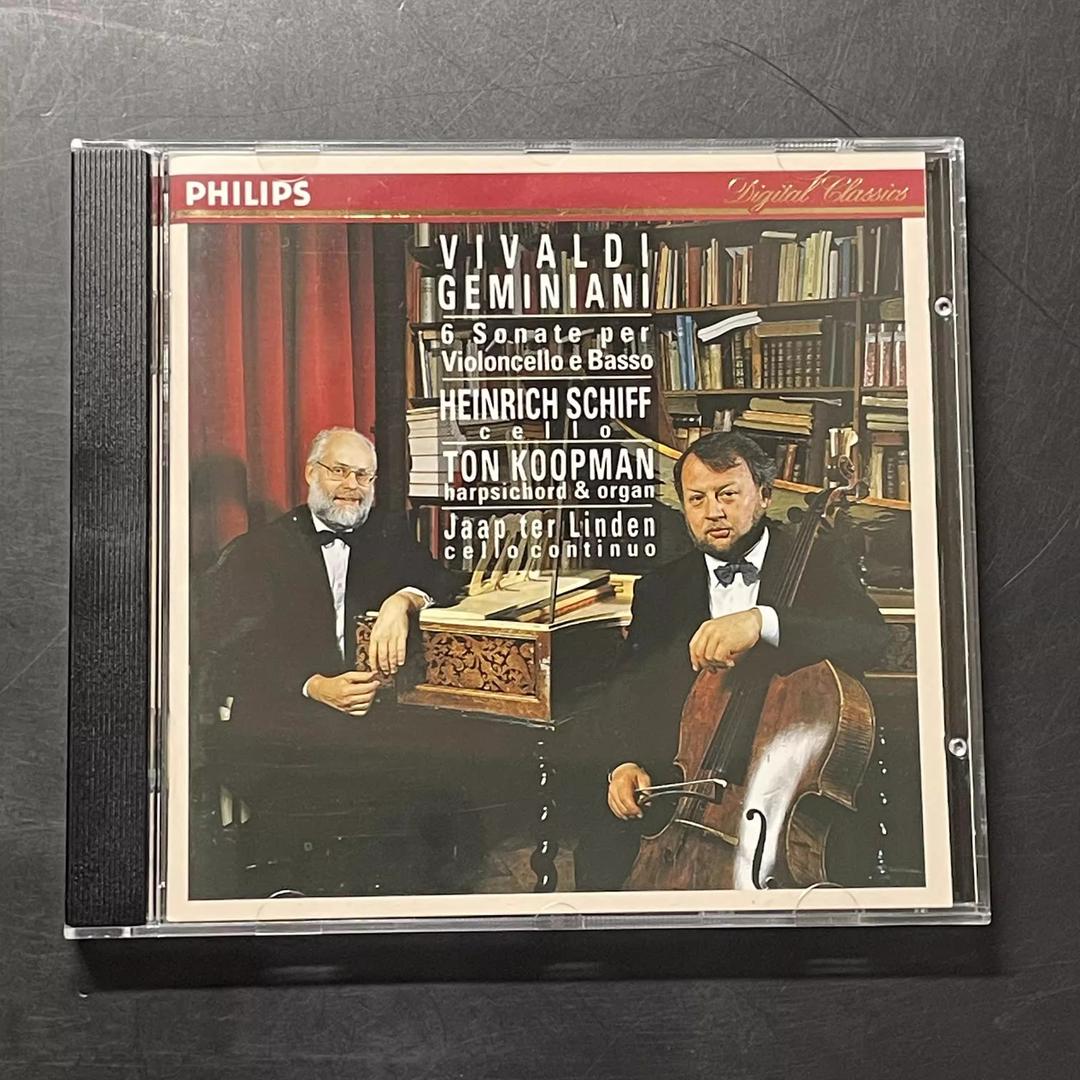 PHILIPS
Digital Classics
VIVALDI
GEMINIANI
6 Sonate per
Violoncello e Basso
HEINRICH SCHIFF
cello
TON KOOPMAN
harpsichord & organ
Jaap ter Linden
cello continuo